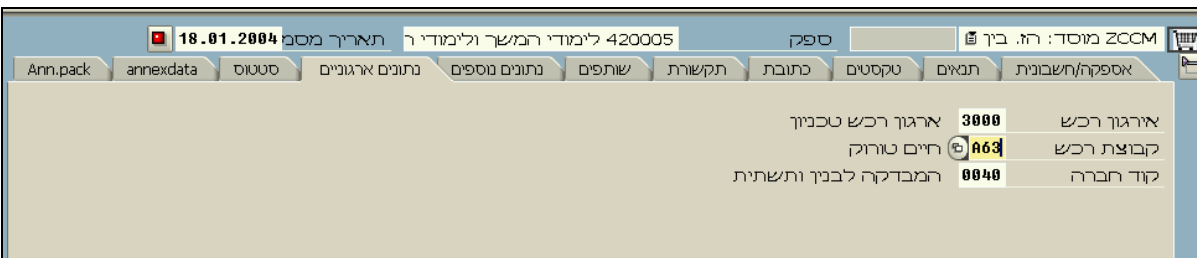 ZCCM מוסד: הז. בין ספק 420005 לימודי המשך ולימודי ר תאריך מסמ 18.01.2004
אספקה/חשבונית תנאים טקסטים כתובת תקשורת שותפים נתונים נוספים נתונים ארגוניים סטטוס annexdata Ann.pack
אירגון רכש 3000 ארגון רכש טכניון
קבוצת רכש A63 חיים טורוק
קוד חברה 0040 המבדקה לבנין ותשתית